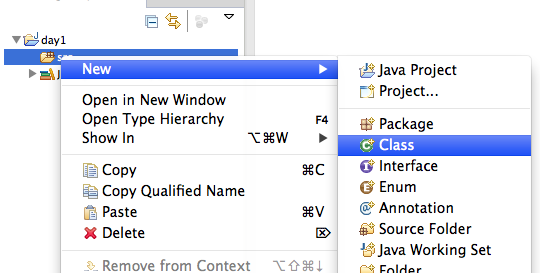 day1
src
New
Open in New Window
Open Type Hierarchy F4
Show In ⌥⌘W
Copy ⌘C
Copy Qualified Name
Paste ⌘V
Delete ⌦
Remove from Context ⌥⇧⌘↓
Java Project
Project...
Package
Class
Interface
Enum
Annotation
Source Folder
Java Working Set
Folder